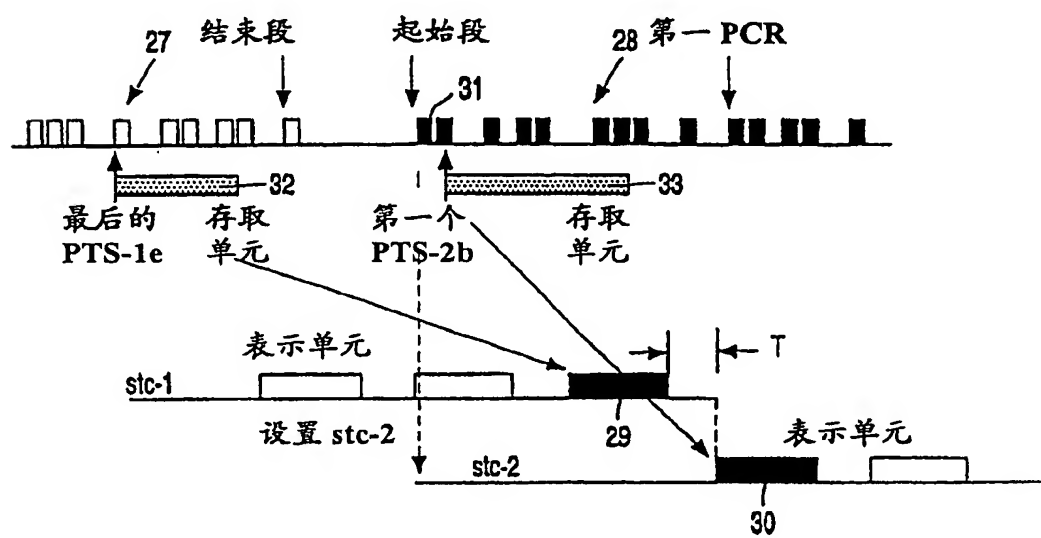 27
结束段
起始段
28
第一 PCR
31
32
33
最后的
PTS-1e
存取
单元
第一个
PTS-2b
存取
单元
表示单元
T
stc-1
设置 stc-2
29
表示单元
stc-2
30